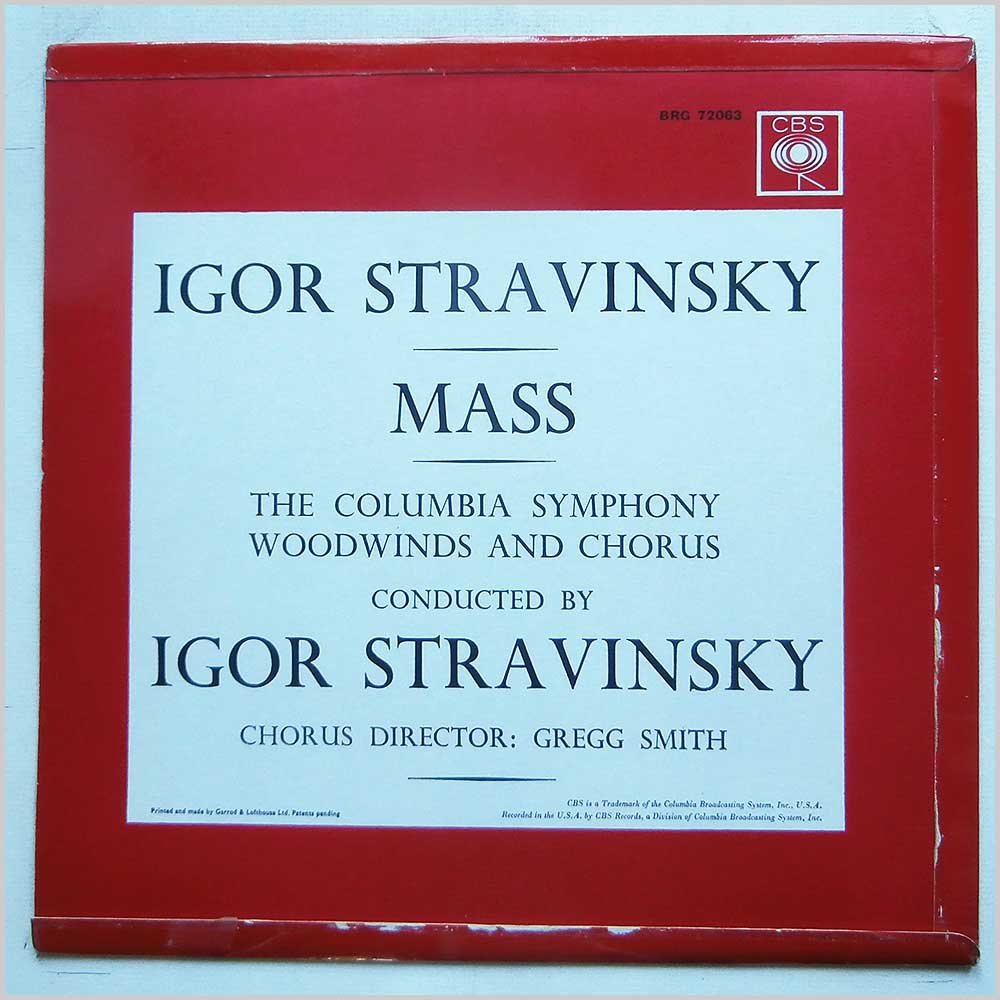 BRG 72063
CBS
IGOR STRAVINSKY
MASS
THE COLUMBIA SYMPHONY
WOODWINDS AND CHORUS
CONDUCTED BY
IGOR STRAVINSKY
CHORUS DIRECTOR: GREGG SMITH
Printed and made by Garrod & Lofthouse Ltd. Patents pending
CBS is a Trademark of the Columbia Broadcasting System, Inc., U.S.A.
Recorded in the U.S.A. by CBS Records, a Division of Columbia Broadcasting System, Inc.